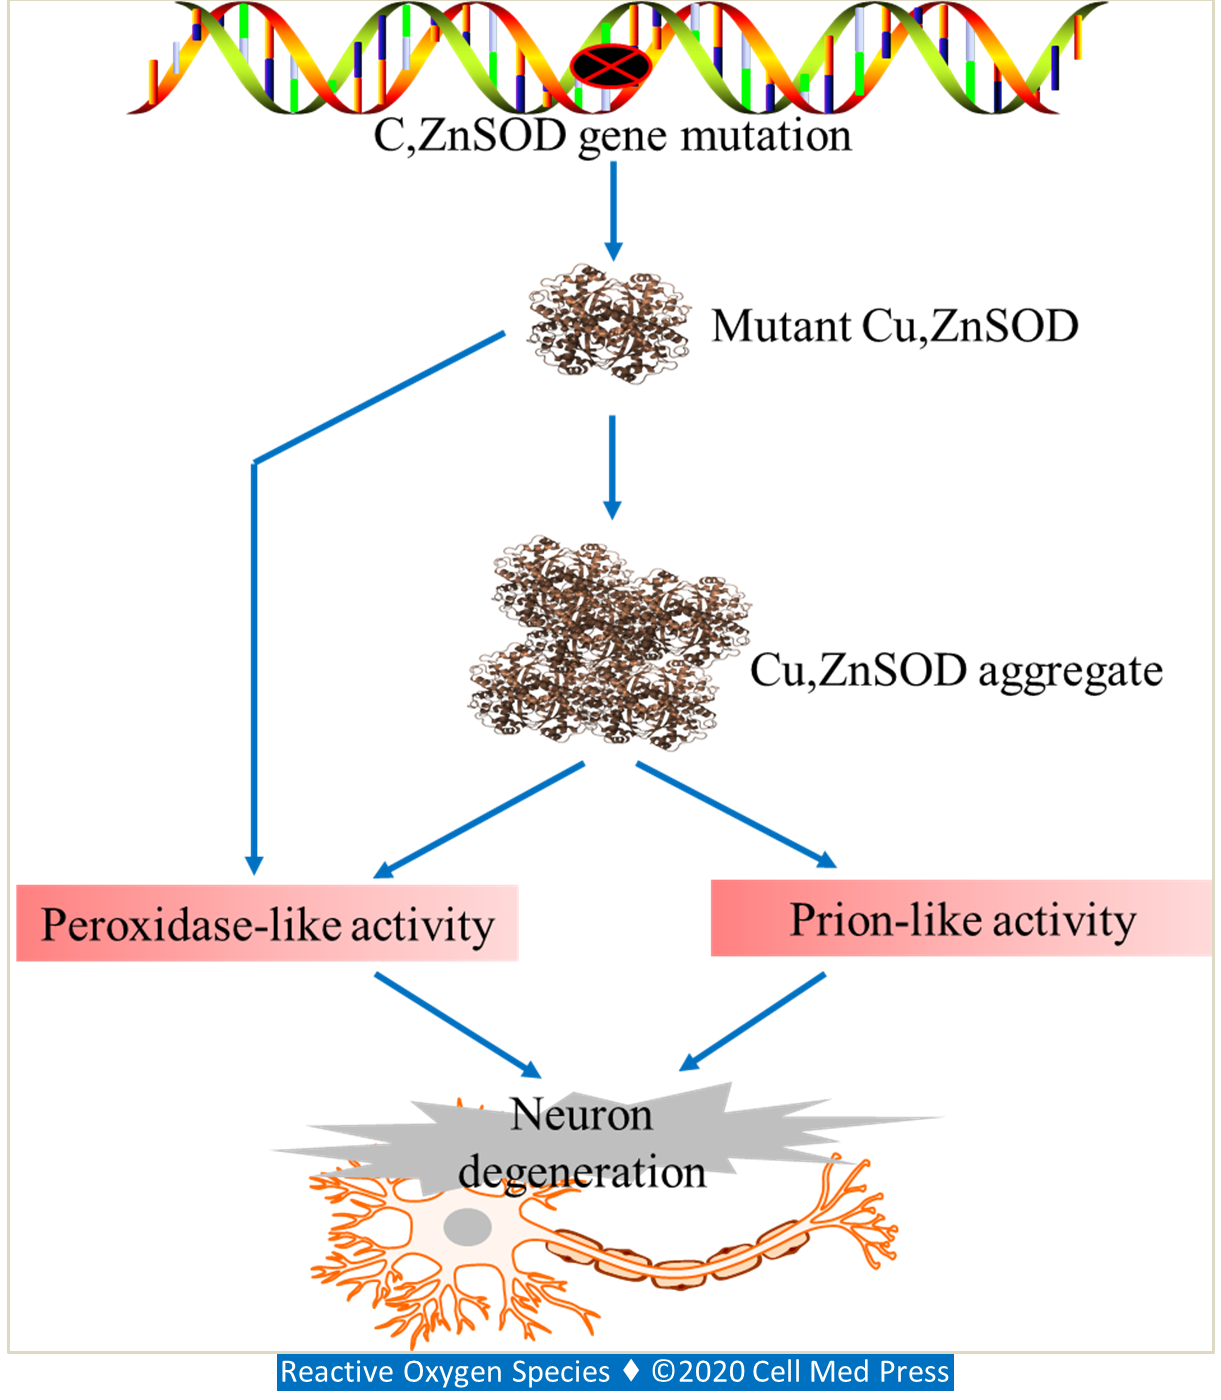 C,ZnSOD gene mutation
Mutant Cu,ZnSOD
Cu,ZnSOD aggregate
Peroxidase-like activity
Prion-like activity
Neuron
degeneration
Reactive Oxygen Species ♦ ©2020 Cell Med Press